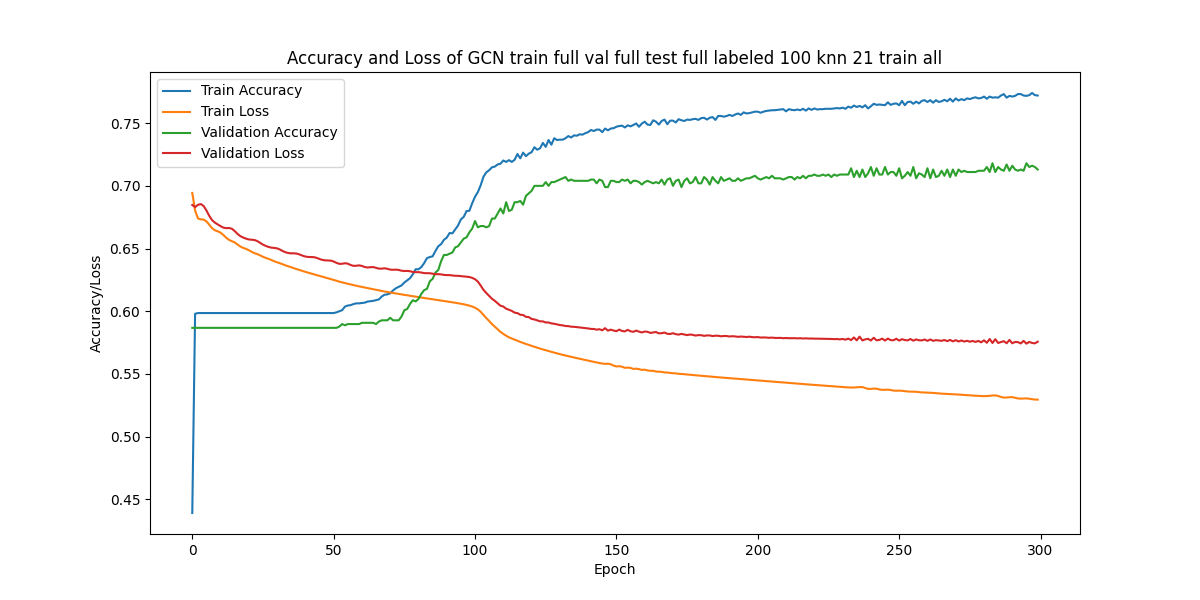 Accuracy and Loss of GCN train full val full test full labeled 100 knn 21 train all
Train Accuracy
Train Loss
Validation Accuracy
Validation Loss
0.75
0.70
0.65
0.60
0.55
0.50
0.45
Accuracy/Loss
0 50 100 150 200 250 300
Epoch